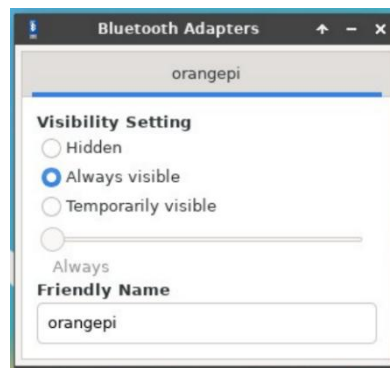 Bluetooth Adapters
orangepi
Visibility Setting
Hidden
Always visible
Temporarily visible
Always
Friendly Name
orangepi